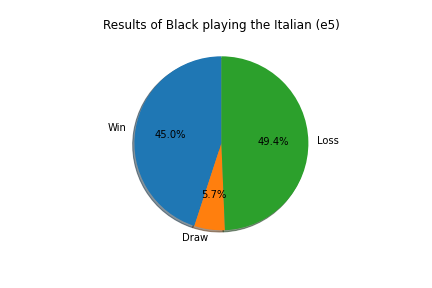 Results of Black playing the Italian (e5)
Win
45.0%
49.4%
Loss
5.7%
Draw